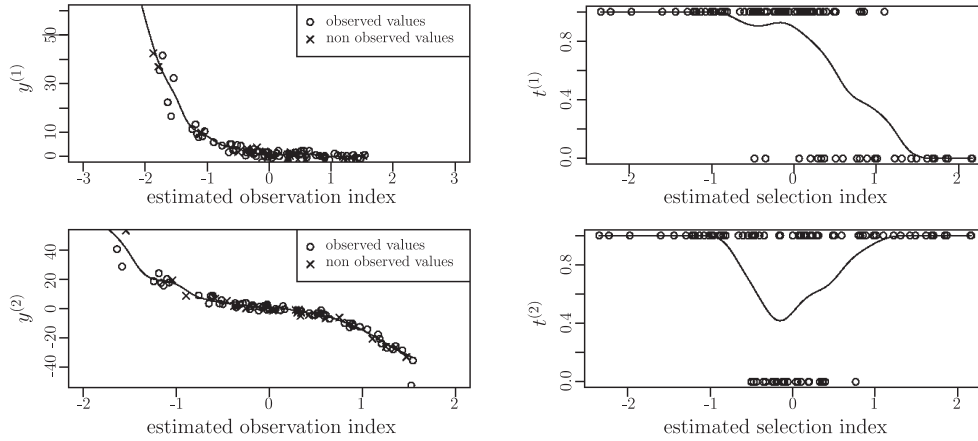 y(1)
60
50
30
10
0
-3 -2 -1 0 1 2 3
estimated observation index
observed values
non observed values
t(1)
0.8
0.4
0.0
-2 -1 0 1 2
estimated selection index
y(2)
40
20
0
-20
-40
-2 -1 0 1 2
estimated observation index
observed values
non observed values
t(2)
0.8
0.4
0.0
-2 -1 0 1 2
estimated selection index